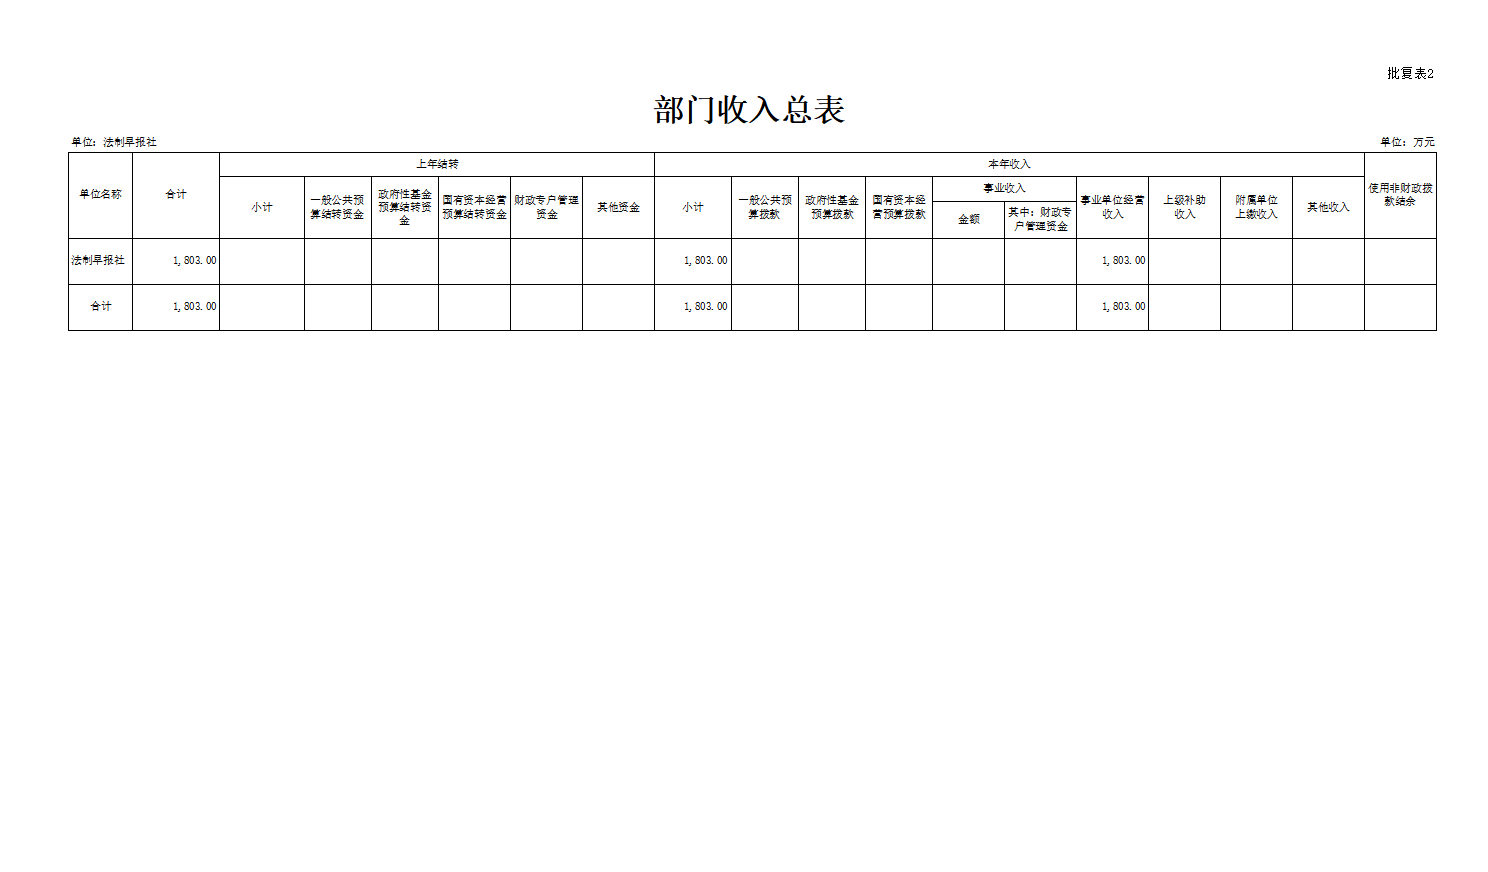 批复表2
部门收入总表
单位：法制早报社 单位：万元
单位名称 合计 上年结转 本年收入 使用非财政拨款结余
小计 一般公共预算结转资金 政府性基金预算结转资金 国有资本经营预算结转资金 财政专户管理资金 其他资金 小计 一般公共预算拨款 政府性基金预算拨款 国有资本经营预算拨款 事业收入 事业单位经营收入 上级补助收入 附属单位上缴收入 其他收入
金额 其中：财政专户管理资金
法制早报社 1,803.00 1,803.00 1,803.00
合计 1,803.00 1,803.00 1,803.00